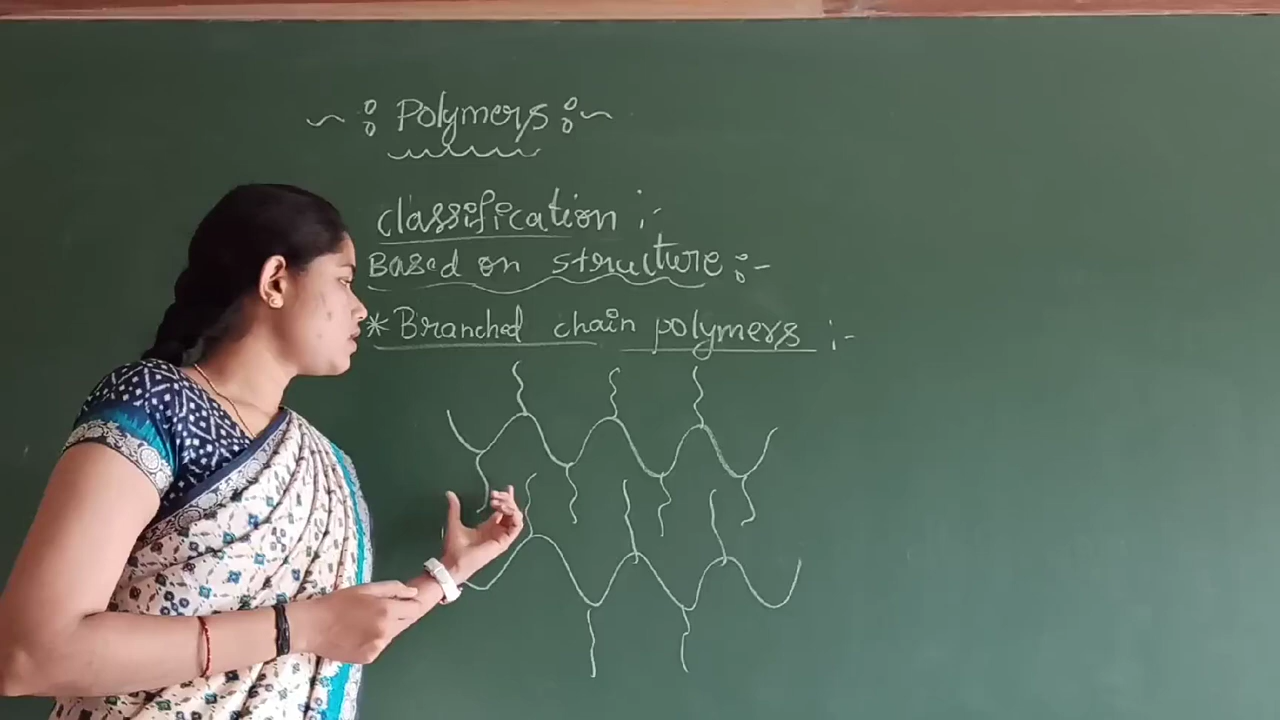 ~ : Polymers : ~
classification :-
Based on structure :-
* Branched chain polymers :-